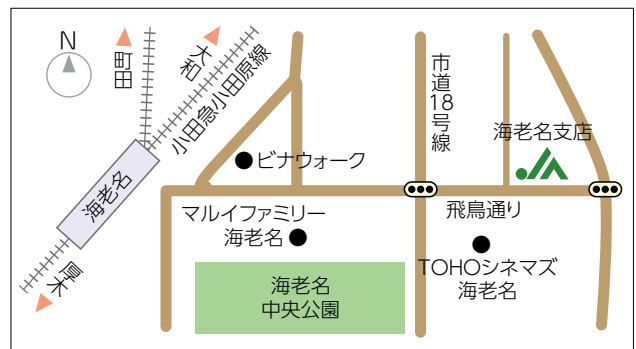 N
町田
大和
小田急小田原線
海老名
厚木
ビナウォーク
マルイファミリー
海老名
海老名
中央公園
市道18号線
海老名支店
飛鳥通り
TOHOシネマズ
海老名